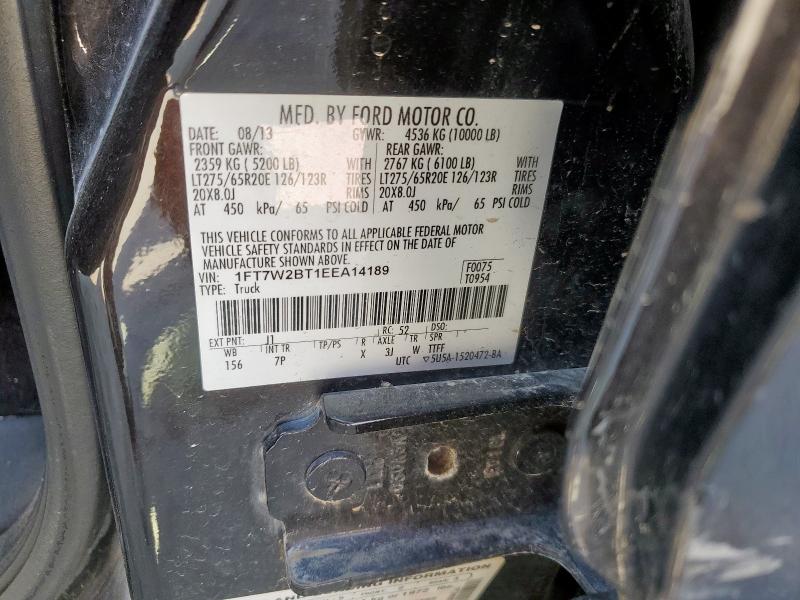 MFD. BY FORD MOTOR CO.
DATE: 08/13 GVWR: 4536 KG (10000 LB)
FRONT GAWR: REAR GAWR:
2359 KG ( 5200 LB) WITH 2767 KG ( 6100 LB) WITH
LT275/65R20E 126/123R TIRES LT275/65R20E 126/123R TIRES
20X8.0J RIMS 20X8.0J RIMS
AT 450 kPa/ 65 PSI COLD AT 450 kPa/ 65 PSI COLD
THIS VEHICLE CONFORMS TO ALL APPLICABLE FEDERAL MOTOR
VEHICLE SAFETY STANDARDS IN EFFECT ON THE DATE OF
MANUFACTURE SHOWN ABOVE.
VIN: 1FT7W2BT1EEA14189 F0075
TYPE: Truck T0954
EXT PNT: J1 RC: 52 DSO:
WB INT TR TP/PS R AXLE TR SPR
156 7P X 3J W TTFF
UTC ▽5U5A-1520472-BA
INFORMATION